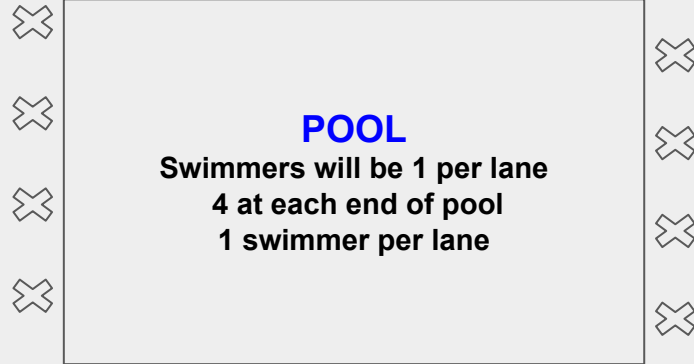 POOL
Swimmers will be 1 per lane
4 at each end of pool
1 swimmer per lane